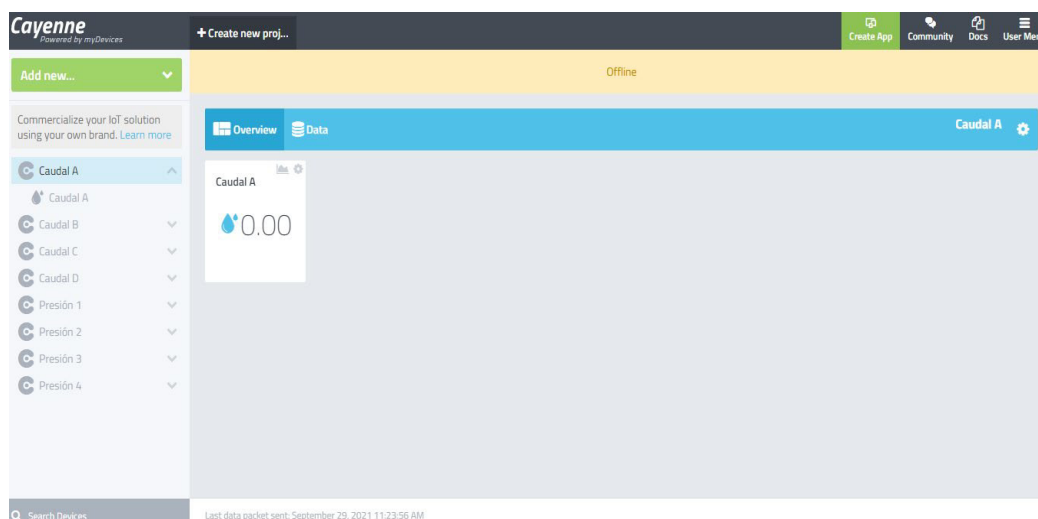 Cayenne
Powered by myDevices
+ Create new proj...
Create App
Community
Docs
User Mer
Add new...
Offline
Commercialize your IoT solution
using your own brand. Learn more
Overview
Data
Caudal A
Caudal A
Caudal A
Caudal B
Caudal C
Caudal D
Presión 1
Presión 2
Presión 3
Presión 4
Caudal A
0.00
Search Devices
Last data packet sent: September 29, 2021 11:23:56 AM